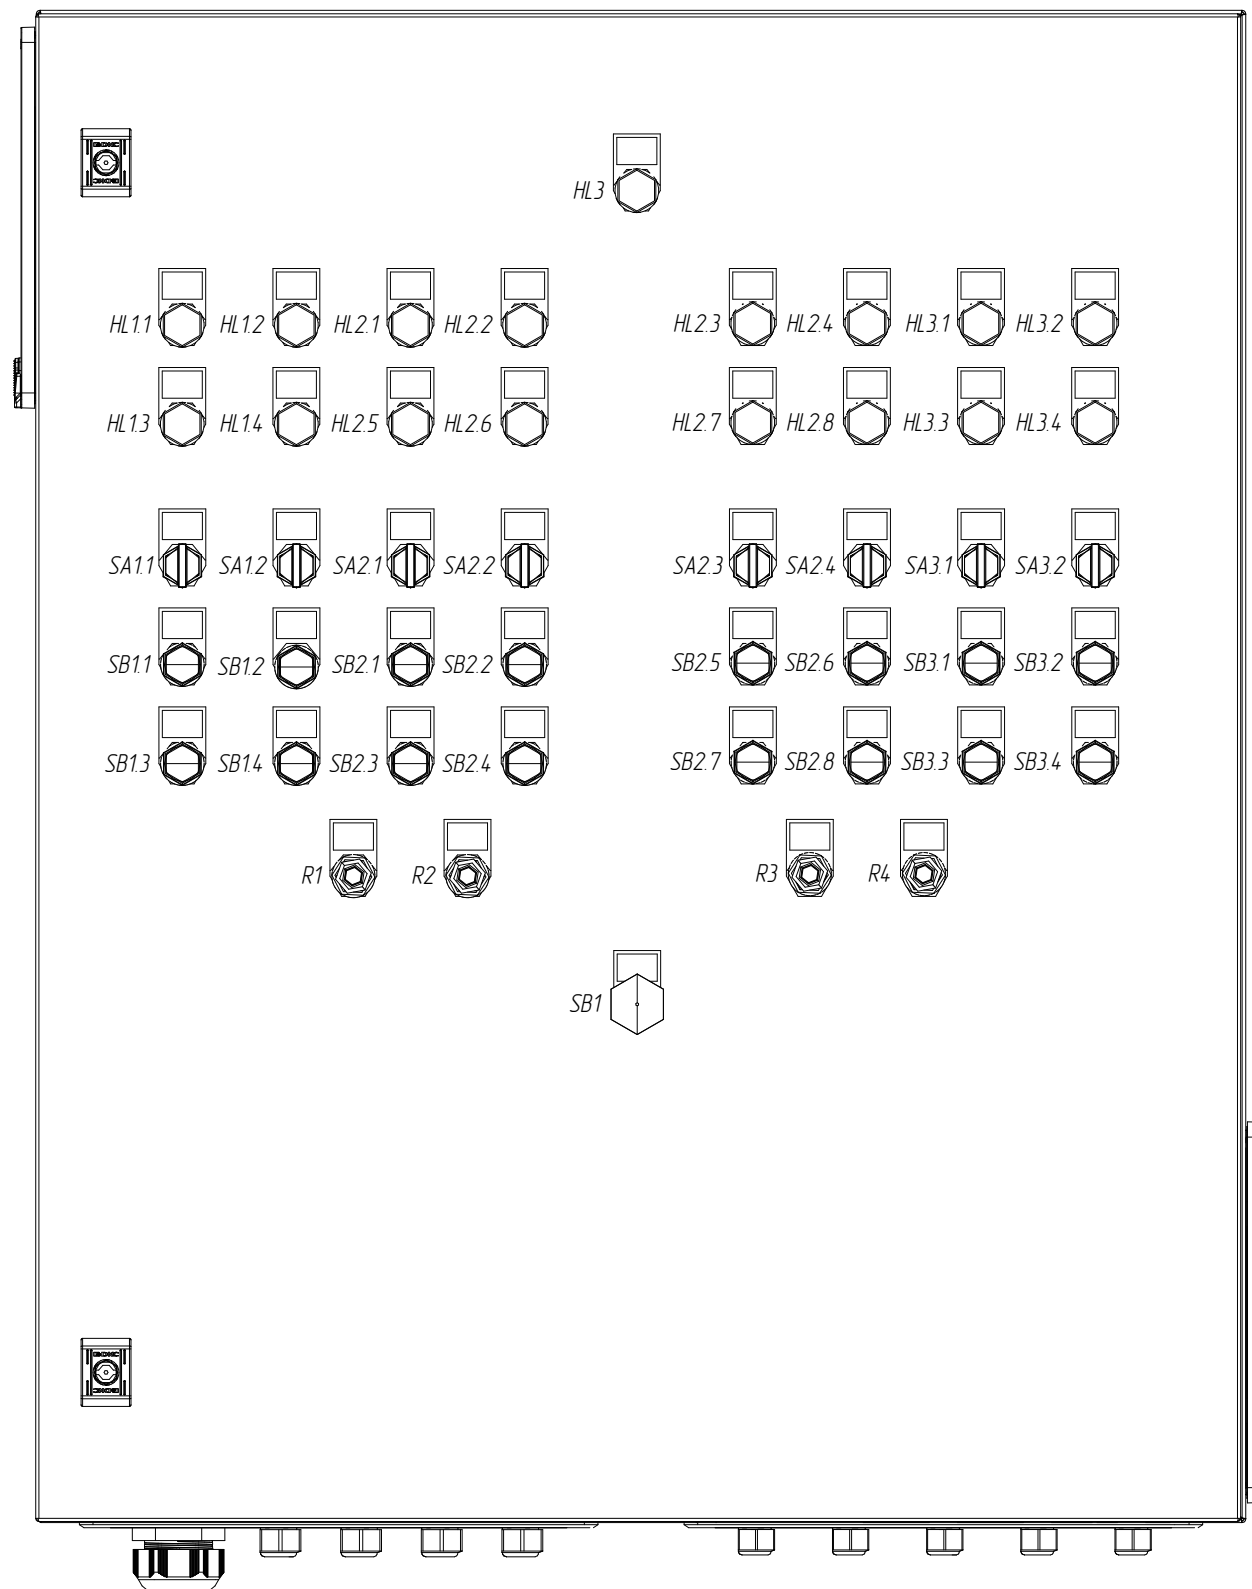 HL3
HL1.1 HL1.2 HL2.1 HL2.2 HL2.3 HL2.4 HL3.1 HL3.2
HL1.3 HL1.4 HL2.5 HL2.6 HL2.7 HL2.8 HL3.3 HL3.4
SA1.1 SA1.2 SA2.1 SA2.2 SA2.3 SA2.4 SA3.1 SA3.2
SB1.1 SB1.2 SB2.1 SB2.2 SB2.5 SB2.6 SB3.1 SB3.2
SB1.3 SB1.4 SB2.3 SB2.4 SB2.7 SB2.8 SB3.3 SB3.4
R1 R2 R3 R4
SB1